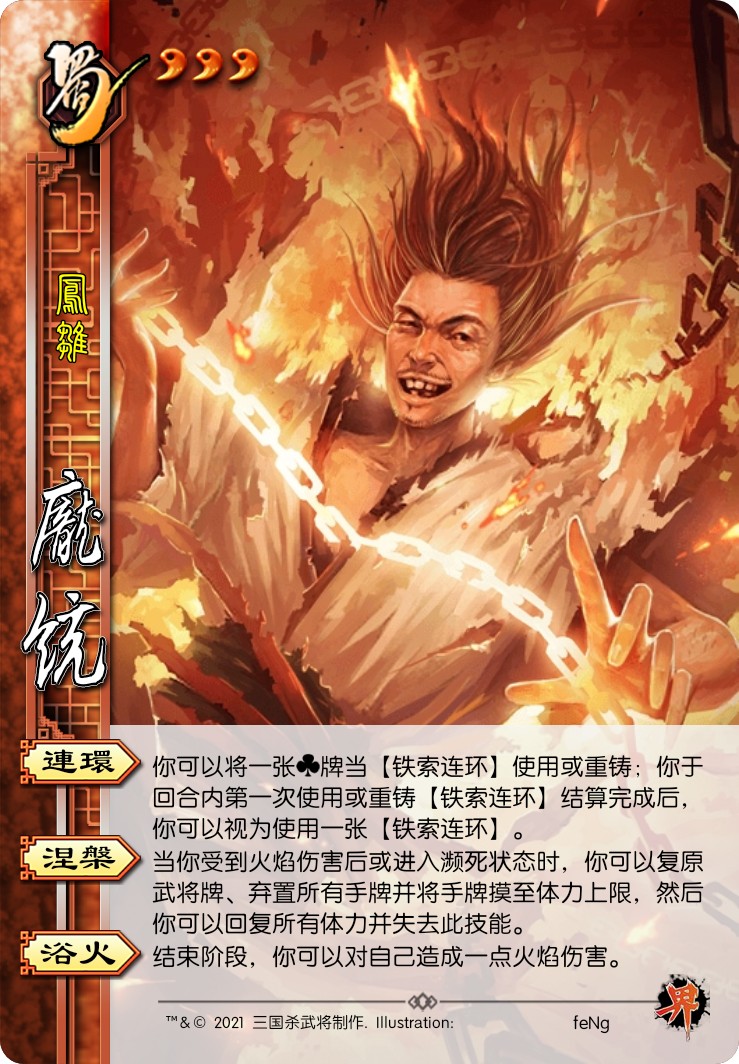 蜀
鳳雛
龐統
連環
你可以将一张♣牌当【铁索连环】使用或重铸；你于
回合内第一次使用或重铸【铁索连环】结算完成后，
你可以视为使用一张【铁索连环】。
涅槃
当你受到火焰伤害后或进入濒死状态时，你可以复原
武将牌、弃置所有手牌并将手牌摸至体力上限，然后
你可以回复所有体力并失去此技能。
浴火
结束阶段，你可以对自己造成一点火焰伤害。
™&© 2021 三国杀武将制作. Illustration: feNg
界